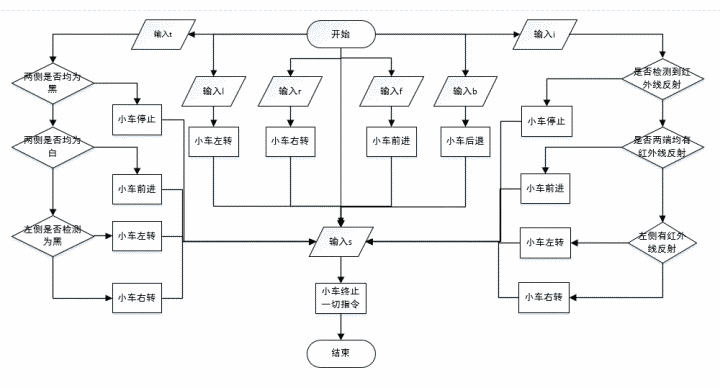 输入t
开始
输入i
两侧是否均为
黑
输入l
输入r
输入f
输入b
是否检测到红
外线反射
小车停止
小车停止
两侧是否均为
白
小车左转
小车右转
小车前进
小车后退
是否两端均有
红外线反射
小车前进
小车前进
左侧是否检测
为黑
小车左转
输入s
小车左转
左侧有红外
线反射
小车右转
小车终止
一切指令
小车右转
结束